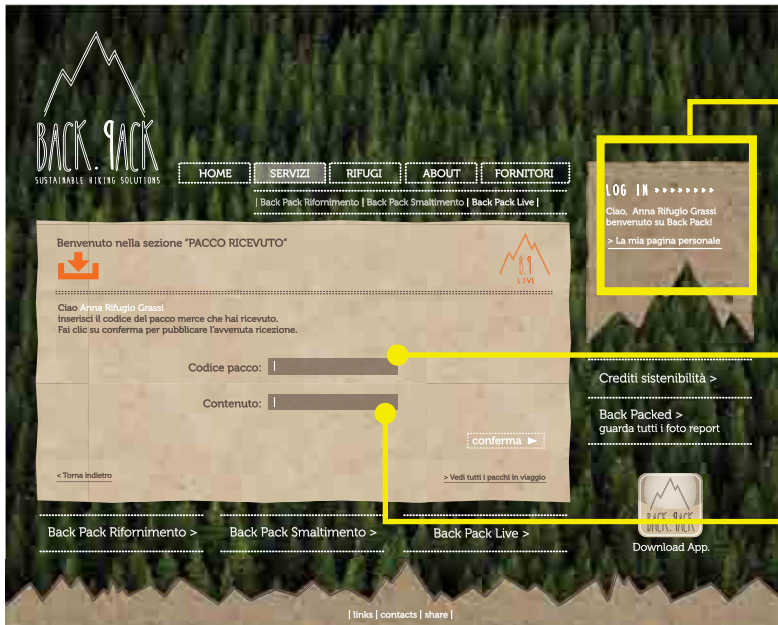 BACK.PACK
SUSTAINABLE HIKING SOLUTIONS
HOME
SERVIZI
RIFUGI
ABOUT
FORNITORI
| Back Pack Rifornimento | Back Pack Smaltimento | Back Pack Live |
LOG IN
Ciao, Anna Rifugio Grassi
benvenuto su Back Pack!
> La mia pagina personale
Benvenuto nella sezione “PACCO RICEVUTO”
B.P
LIVE
Ciao Anna Rifugio Grassi
inserisci il codice del pacco merce che hai ricevuto.
Fai clic su conferma per pubblicare l'avvenuta ricezione.
Codice pacco:
Contenuto:
conferma
< Torna indietro
> Vedi tutti i pacchi in viaggio
Crediti sistenibilità >
Back Packed >
guarda tutti i foto report
BACK.PACK
Download App.
Back Pack Rifornimento >
Back Pack Smaltimento >
Back Pack Live >
| links | contacts | share |